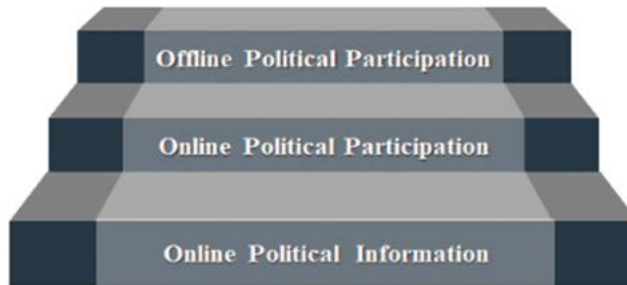 Offline Political Participation
Online Political Participation
Online Political Information